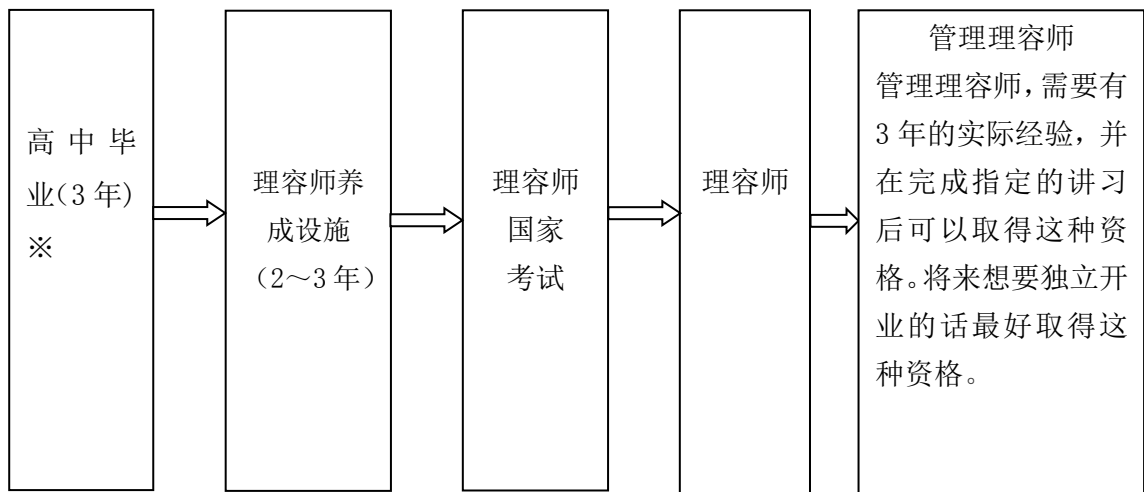 高中毕
业(3年)
※
理容师养
成设施
（2～3年）
理容师
国家
考试
理容师
管理理容师
管理理容师，需要有
3年的实际经验，并
在完成指定的讲习
后可以取得这种资
格。将来想要独立开
业的话最好取得这
种资格。